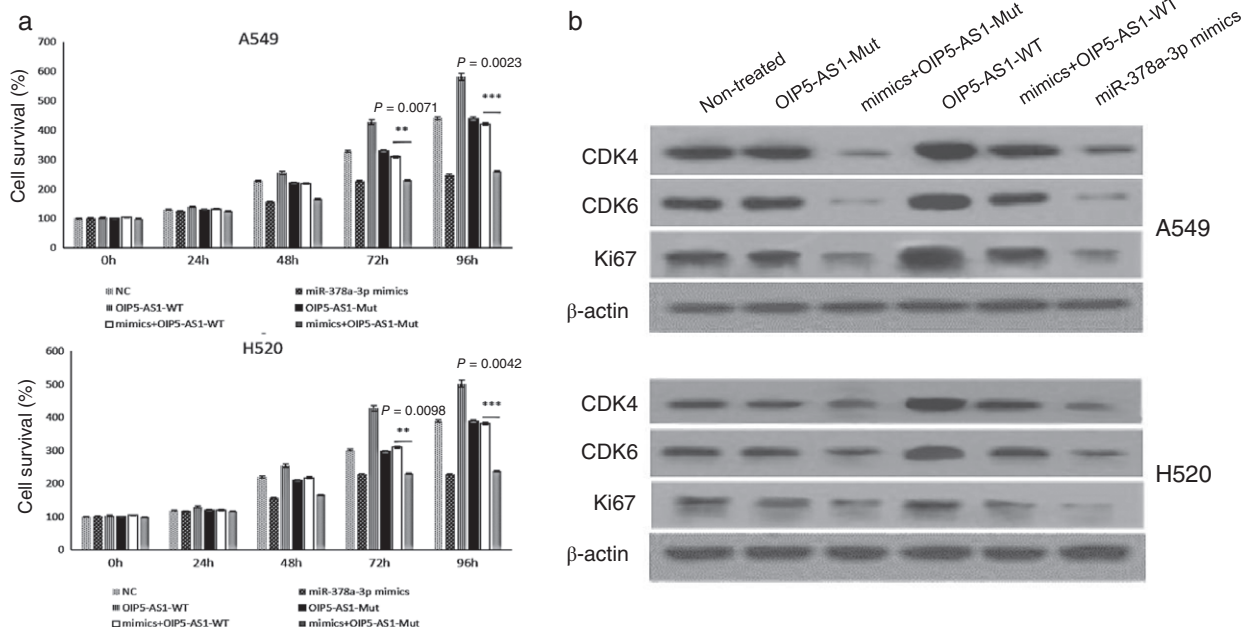 a
A549
Cell survival (%)
700
600
500
400
300
200
100
0
P = 0.0071
**
P = 0.0023
***
0h 24h 48h 72h 96h
NC
miR-378a-3p mimics
OIP5-AS1-WT
OIP5-AS1-Mut
mimics+OIP5-AS1-WT
mimics+OIP5-AS1-Mut
H520
Cell survival (%)
600
500
400
300
200
100
0
P = 0.0098
**
P = 0.0042
***
0h 24h 48h 72h 96h
NC
miR-378a-3p mimics
OIP5-AS1-WT
OIP5-AS1-Mut
mimics+OIP5-AS1-WT
mimics+OIP5-AS1-Mut
b
Non-treated
OIP5-AS1-Mut
mimics+OIP5-AS1-Mut
OIP5-AS1-WT
mimics+OIP5-AS1-WT
miR-378a-3p mimics
CDK4
CDK6
Ki67
β-actin
A549
CDK4
CDK6
Ki67
β-actin
H520